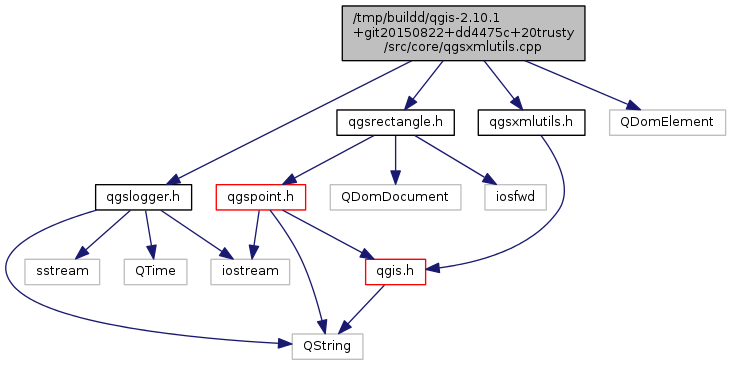 /tmp/buildd/qgis-2.10.1
+git20150822+dd4475c+20trusty
/src/core/qgsxmlutils.cpp
qgsrectangle.h
qgsxmlutils.h
QDomElement
qgslogger.h
qgspoint.h
QDomDocument
iosfwd
sstream
QTime
iostream
qgis.h
QString